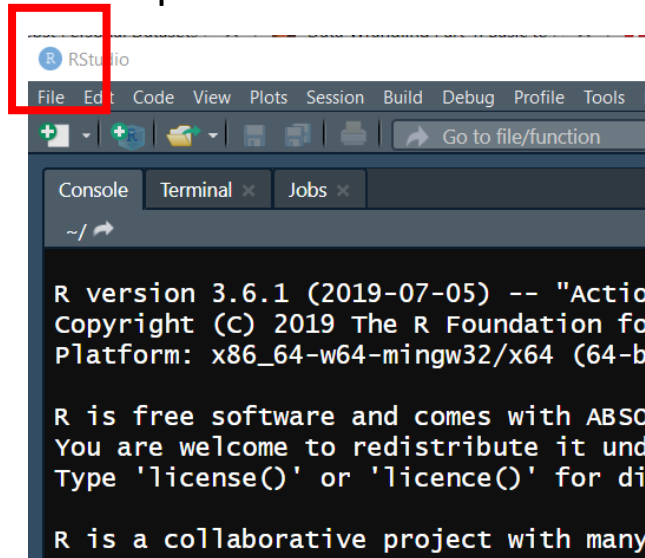 R RStudio
File Edit Code View Plots Session Build Debug Profile Tools
R Go to file/function
Console Terminal × Jobs ×
~/
R version 3.6.1 (2019-07-05) -- "Actio
Copyright (C) 2019 The R Foundation fo
Platform: x86_64-w64-mingw32/x64 (64-b
R is free software and comes with ABSO
You are welcome to redistribute it und
Type 'license()' or 'licence()' for di
R is a collaborative project with many